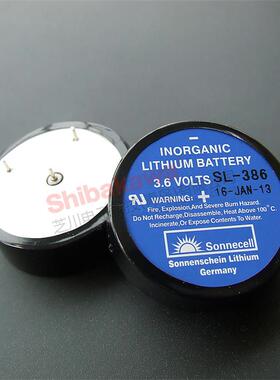 -
INORGANIC
LITHIUM BATTERY
3.6 VOLTS SL-386
WARNING: + 16-JAN-13
Fire, Explosion, And Severe Burn Hazard.
Do Not Recharge, Disassemble, Heat Above 100° C.
Incinerate, Or Expose Contents To Water.
Sonnecell
Sonnenschein Lithium
Germany